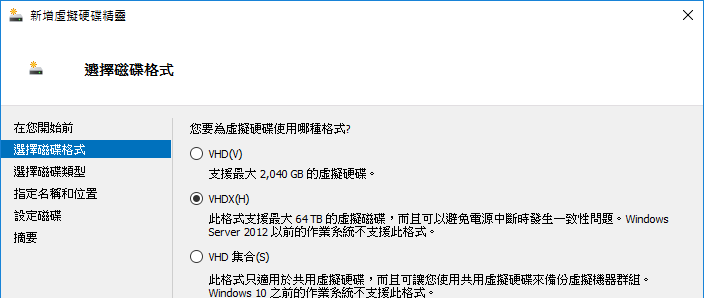 新增虛擬硬碟精靈
選擇磁碟格式
在您開始前
選擇磁碟格式
選擇磁碟類型
指定名稱和位置
設定磁碟
摘要
您要為虛擬硬碟使用哪種格式?
VHD(V)
支援最大 2,040 GB 的虛擬硬碟。
VHDX(H)
此格式支援最大 64 TB 的虛擬磁碟，而且可以避免電源中斷時發生一致性問題。Windows
Server 2012 以前的作業系統不支援此格式。
VHD 集合(S)
此格式只適用於共用虛擬硬碟，而且可讓您使用共用虛擬硬碟來備份虛擬機器群組。
Windows 10 之前的作業系統不支援此格式。